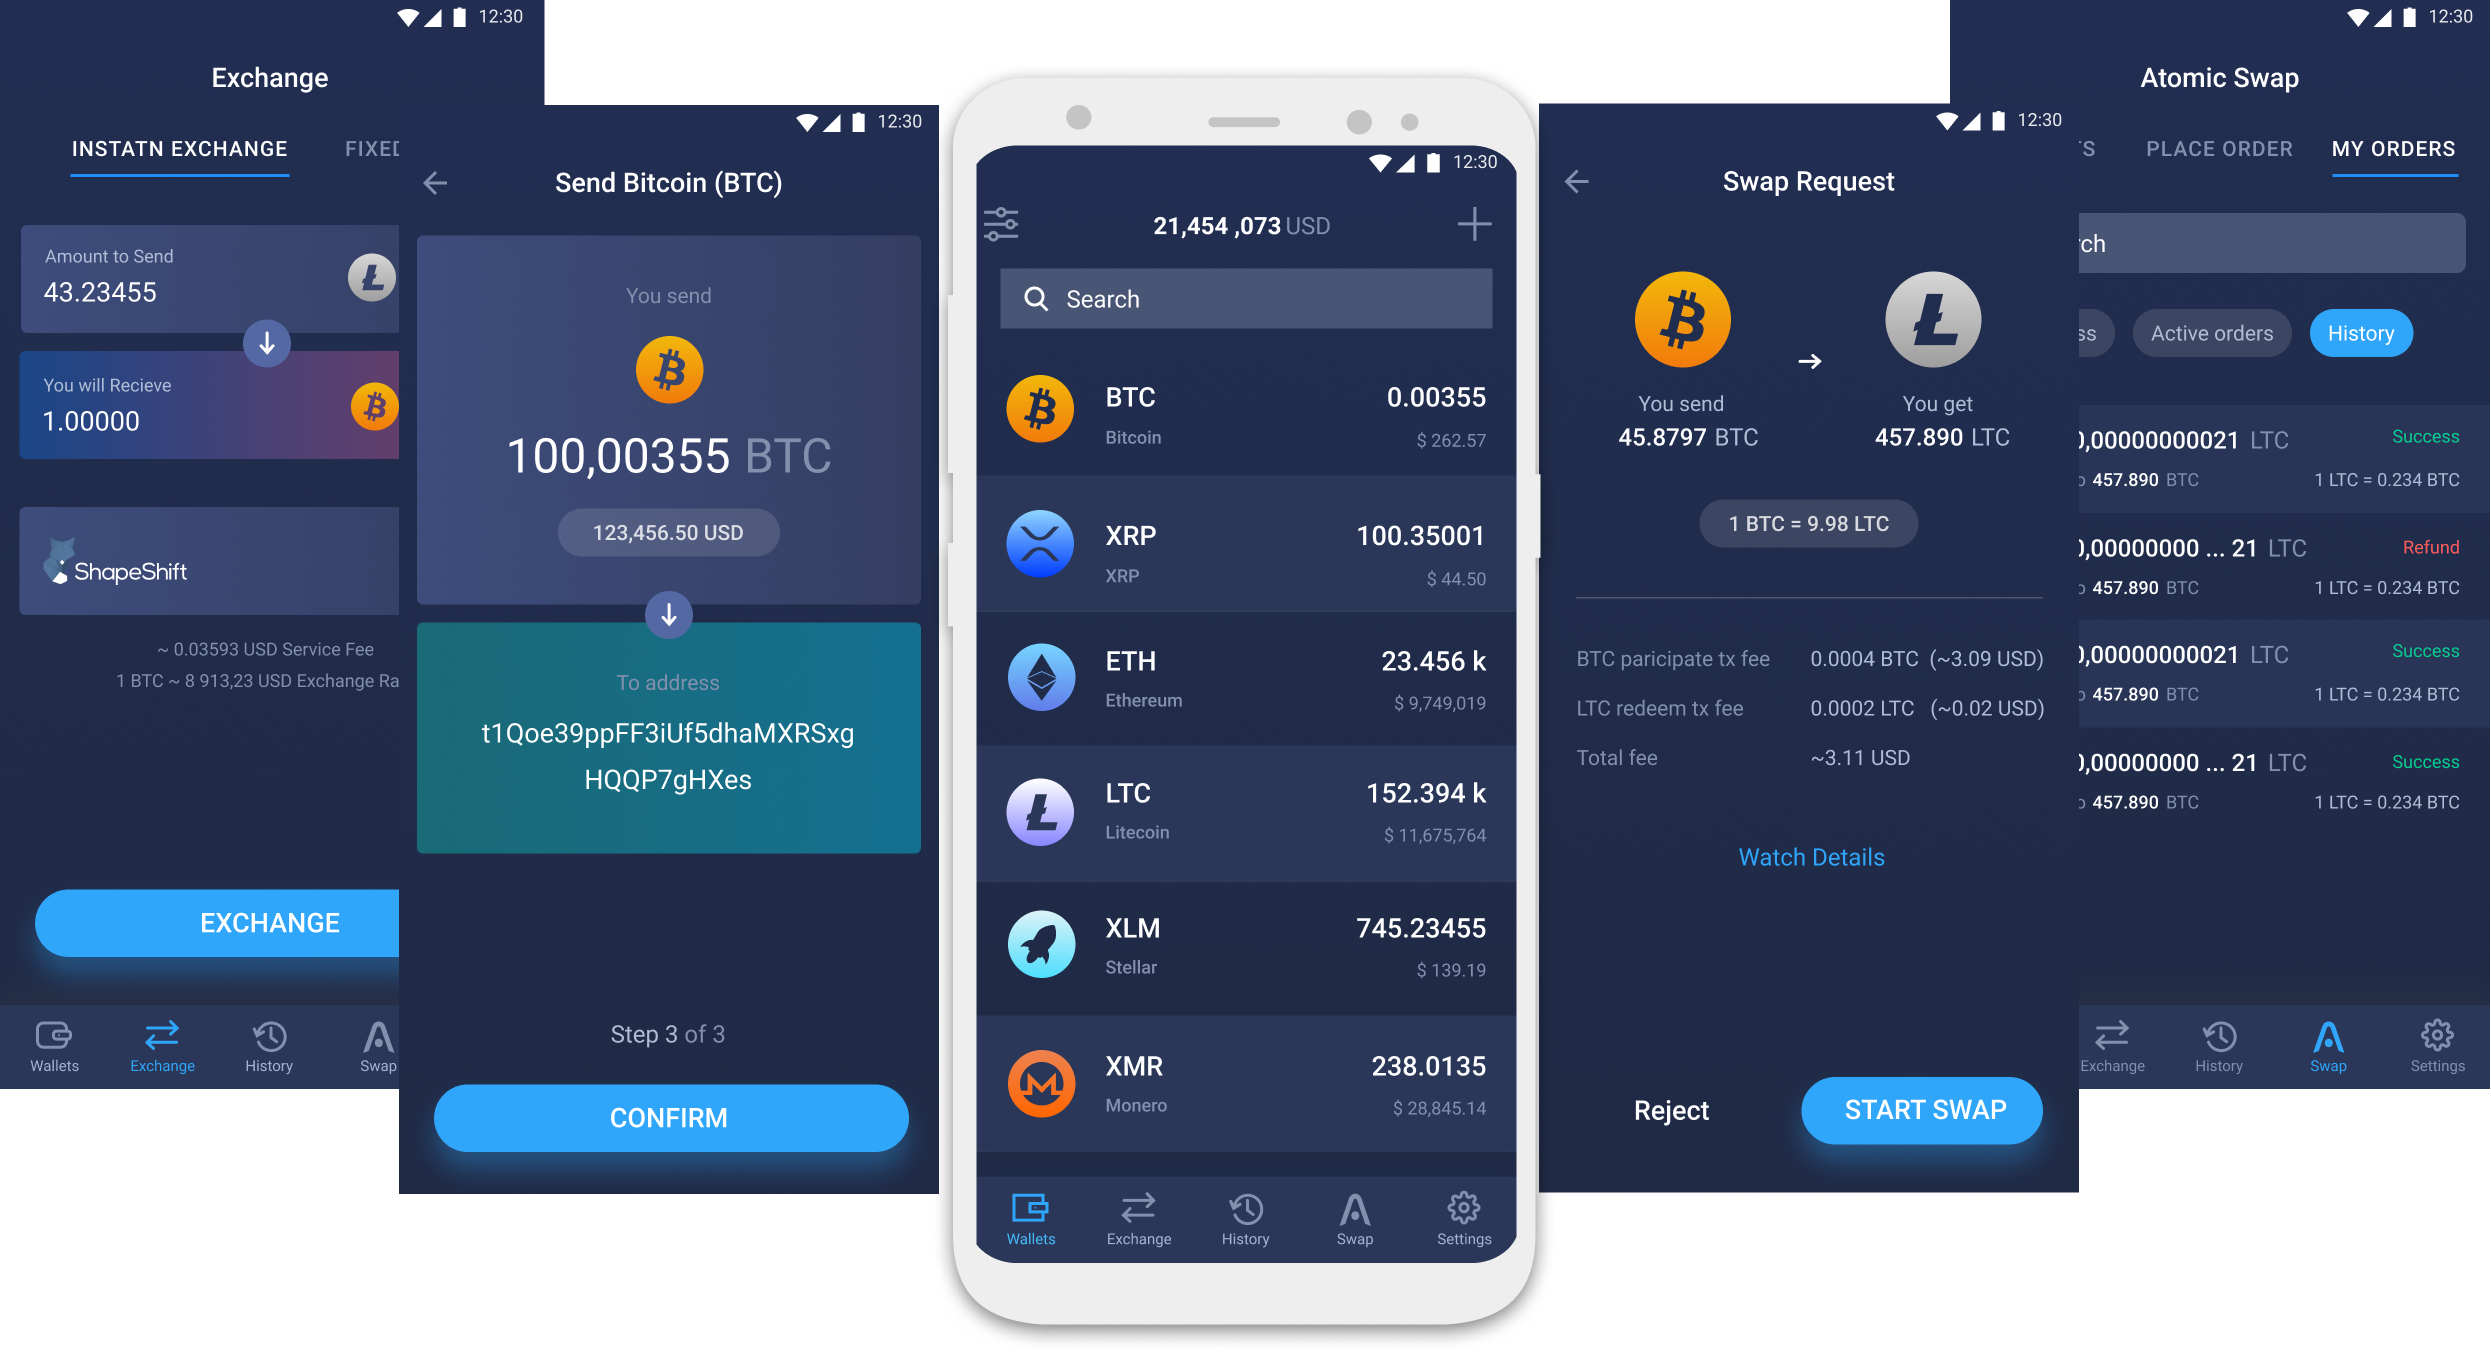 12:30
Exchange
INSTATN EXCHANGE
Amount to Send
43.23455
You will Recieve
1.00000
ShapeShift
~ 0.03593 USD Service Fee
1 BTC ~ 8 913,23 USD Exchange
EXCHANGE
Wallets Exchange History Swap
12:30
Send Bitcoin (BTC)
You send
100,00355 BTC
123,456.50 USD
To address
t1Qoe39ppFF3iUf5dhaMXRSxg
HQQP7gHXes
Step 3 of 3
CONFIRM
12:30
21,454 ,073 USD
Search
BTC 0.00355
Bitcoin $ 262.57
XRP 100.35001
XRP $ 44.50
ETH 23.456 k
Ethereum $ 9,749,019
LTC 152.394 k
Litecoin $ 11,675,764
XLM 745.23455
Stellar $ 139.19
XMR 238.0135
Monero $ 28,845.14
Wallets Exchange History Swap Settings
12:30
Swap Request
You send You get
45.8797 BTC 457.890 LTC
1 BTC = 9.98 LTC
BTC paricipate tx fee 0.0004 BTC (~3.09 USD)
LTC redeem tx fee 0.0002 LTC (~0.02 USD)
Total fee ~3.11 USD
Watch Details
Reject START SWAP
12:30
Atomic Swap
PLACE ORDER MY ORDERS
Active orders History
,00000000021 LTC Success
457.890 BTC 1 LTC = 0.234 BTC
,00000000 ... 21 LTC Refund
457.890 BTC 1 LTC = 0.234 BTC
,00000000021 LTC Success
457.890 BTC 1 LTC = 0.234 BTC
,00000000 ... 21 LTC Success
457.890 BTC 1 LTC = 0.234 BTC
Exchange History Swap Settings